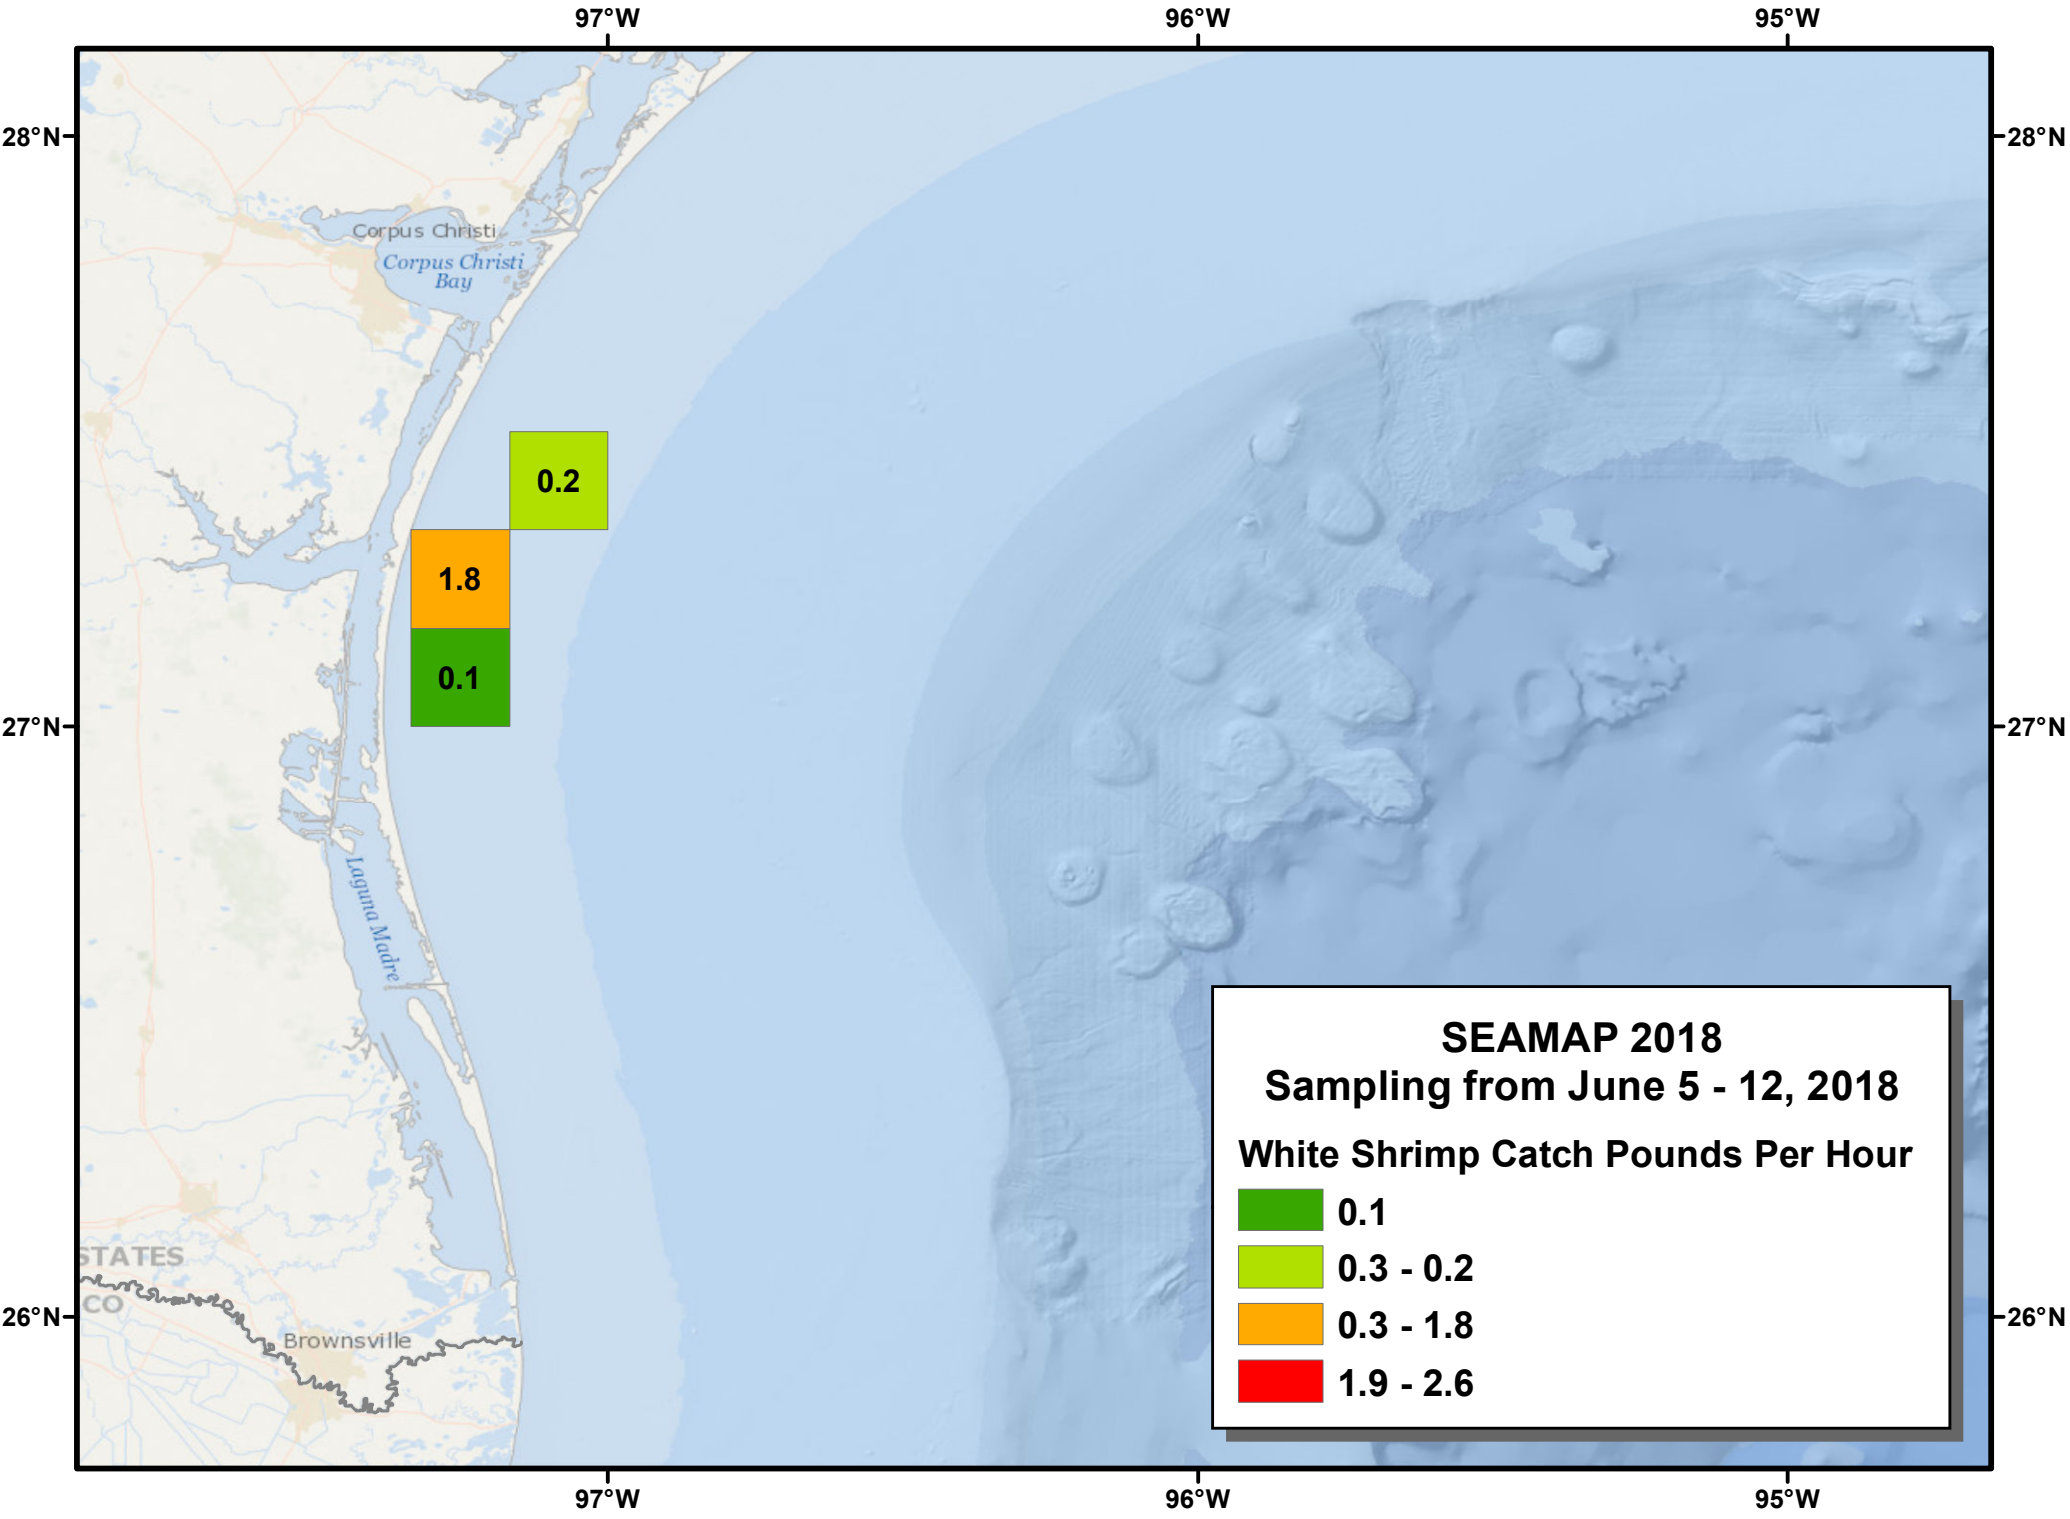 97°W
96°W
95°W
28°N
28°N
Corpus Christi
Corpus Christi
Bay
0.2
1.8
0.1
27°N
27°N
Laguna Madre
SEAMAP 2018
Sampling from June 5 - 12, 2018
White Shrimp Catch Pounds Per Hour
0.1
0.3 - 0.2
0.3 - 1.8
1.9 - 2.6
STATES
CO
26°N
26°N
Brownsville
97°W
96°W
95°W